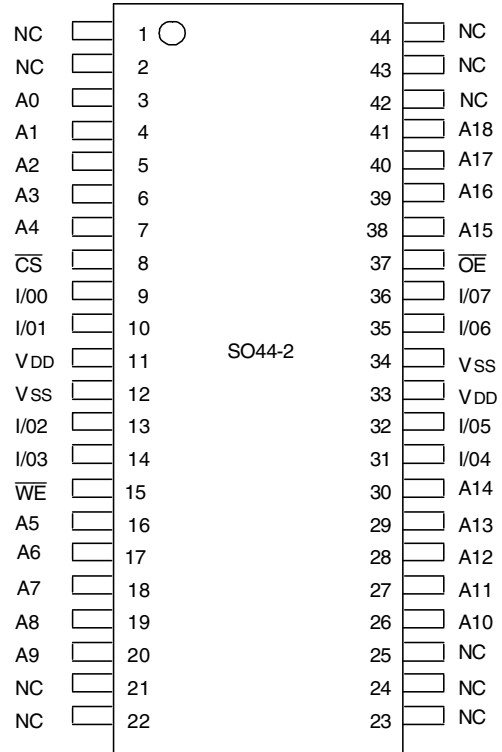 NC 1 44 NC
NC 2 43 NC
A0 3 42 NC
A1 4 41 A18
A2 5 40 A17
A3 6 39 A16
A4 7 38 A15
C̅S̅ 8 37 O̅E̅
I/00 9 36 I/07
I/01 10 35 I/06
VDD 11 SO44-2 34 VSS
VSS 12 33 VDD
I/02 13 32 I/05
I/03 14 31 I/04
W̅E̅ 15 30 A14
A5 16 29 A13
A6 17 28 A12
A7 18 27 A11
A8 19 26 A10
A9 20 25 NC
NC 21 24 NC
NC 22 23 NC